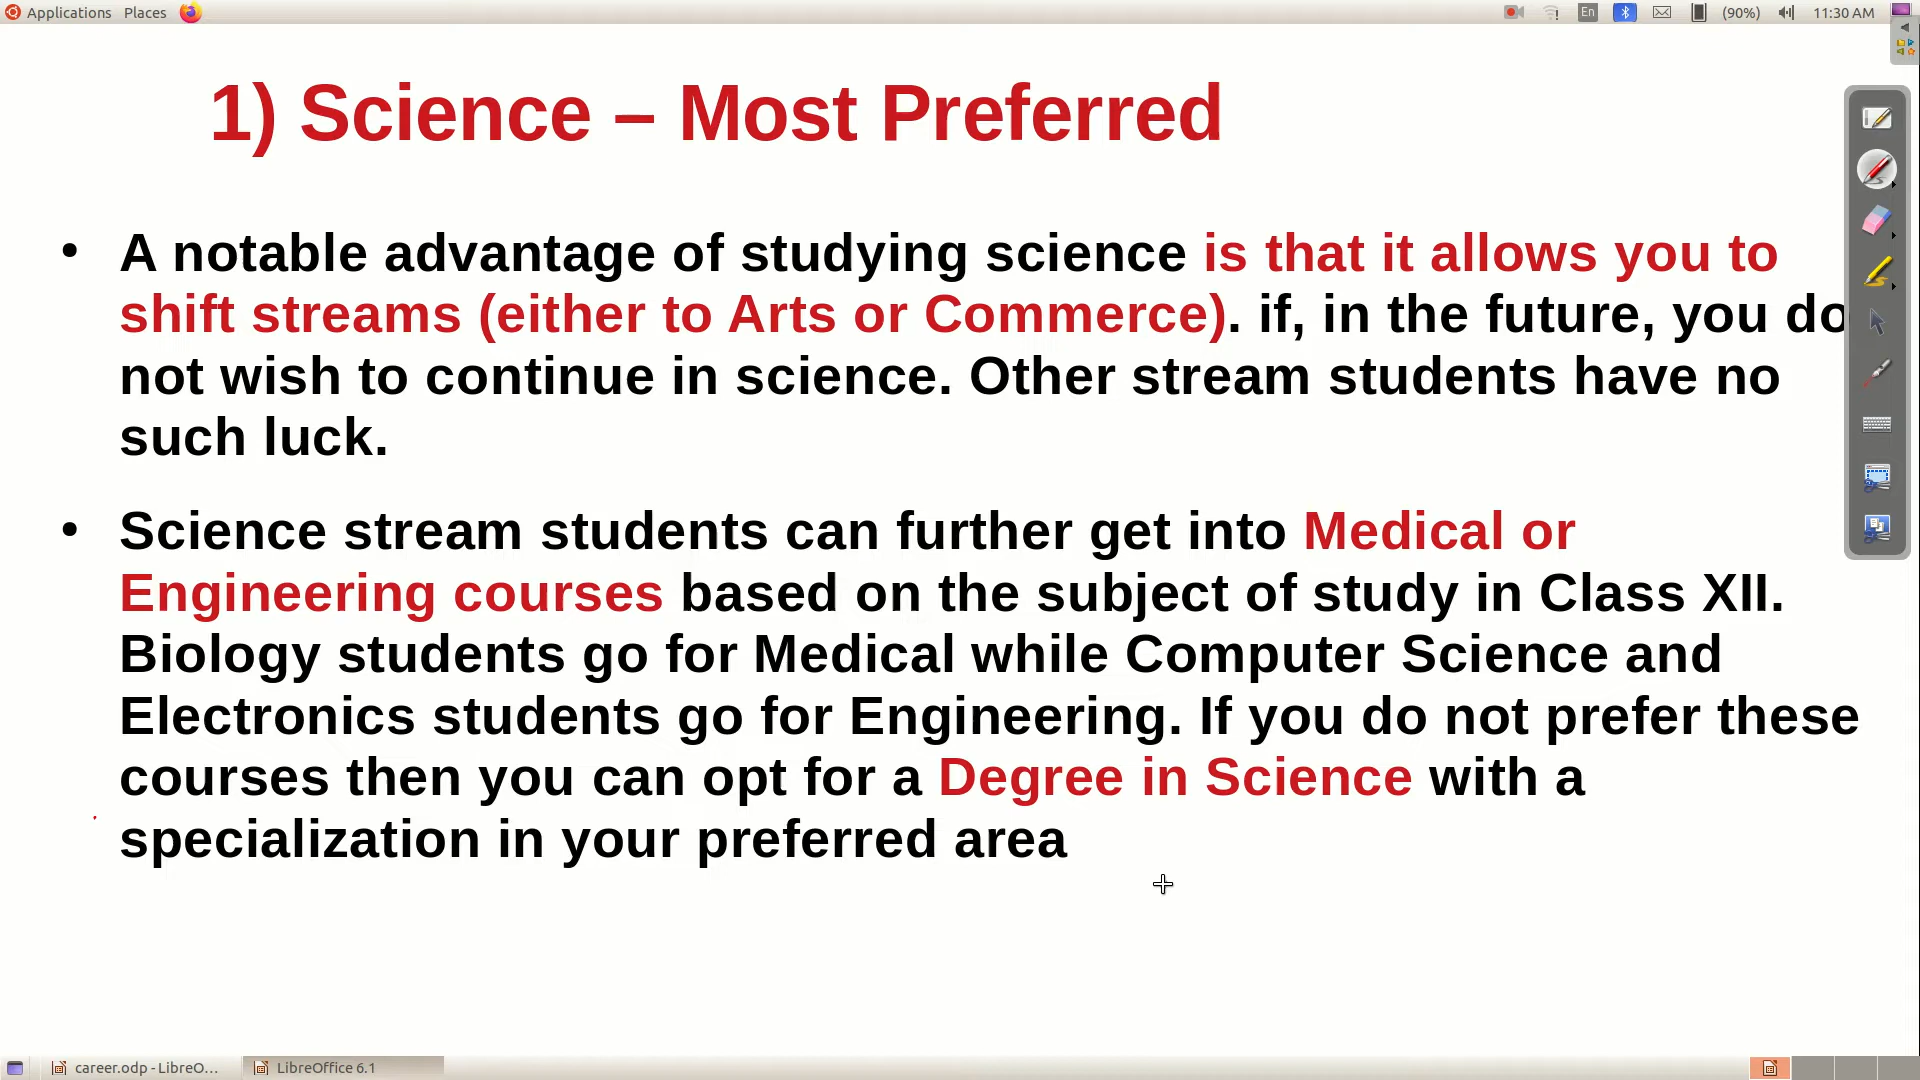 Applications Places En (90%) 11:30 AM
1) Science – Most Preferred
• A notable advantage of studying science is that it allows you to
shift streams (either to Arts or Commerce). if, in the future, you do
not wish to continue in science. Other stream students have no
such luck.
• Science stream students can further get into Medical or
Engineering courses based on the subject of study in Class XII.
Biology students go for Medical while Computer Science and
Electronics students go for Engineering. If you do not prefer these
courses then you can opt for a Degree in Science with a
specialization in your preferred area
career.odp - LibreO... LibreOffice 6.1